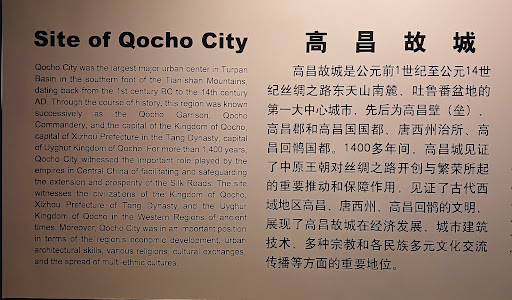 Site of Qocho City
Qocho City was the largest major urban center in Turpan
Basin in the southern foot of the Tian-shan Mountains,
dating back from the 1st century BC to the 14th century
AD. Through the course of history, this region was known
successively as the Qocho Garrison, Qocho
Commandery, and the capital of the Kingdom of Qocho,
capital of Xizhou Prefecture in the Tang Dynasty, capital
of Uyghur Kingdom of Qocho. For more than 1,400 years,
Qocho City witnessed the important role played by the
empires in Central China of facilitating and safeguarding
the extension and prosperity of the Silk Roads. The site
witnesses the civilizations of the Kingdom of Qocho,
Xizhou Prefecture of Tang Dynasty and the Uyghur
Kingdom of Qocho in the Western Regions of ancient
times. Moreover, Qocho City was in an important position
in terms of the region's economic development, urban
architectural skills, various religions, cultural exchanges,
and the spread of multi-ethnic cultures.
高昌故城
高昌故城是公元前1世纪至公元14世
纪丝绸之路东天山南麓、吐鲁番盆地的
第一大中心城市，先后为高昌壁（垒）、
高昌郡和高昌国国都、唐西州治所、高
昌回鹘国都。1400多年间，高昌城见证
了中原王朝对丝绸之路开创与繁荣所起
的重要推动和保障作用，见证了古代西
域地区高昌、唐西州、高昌回鹘的文明，
展现了高昌故城在经济发展、城市建筑
技术、多种宗教和各民族多元文化交流
传播等方面的重要地位。